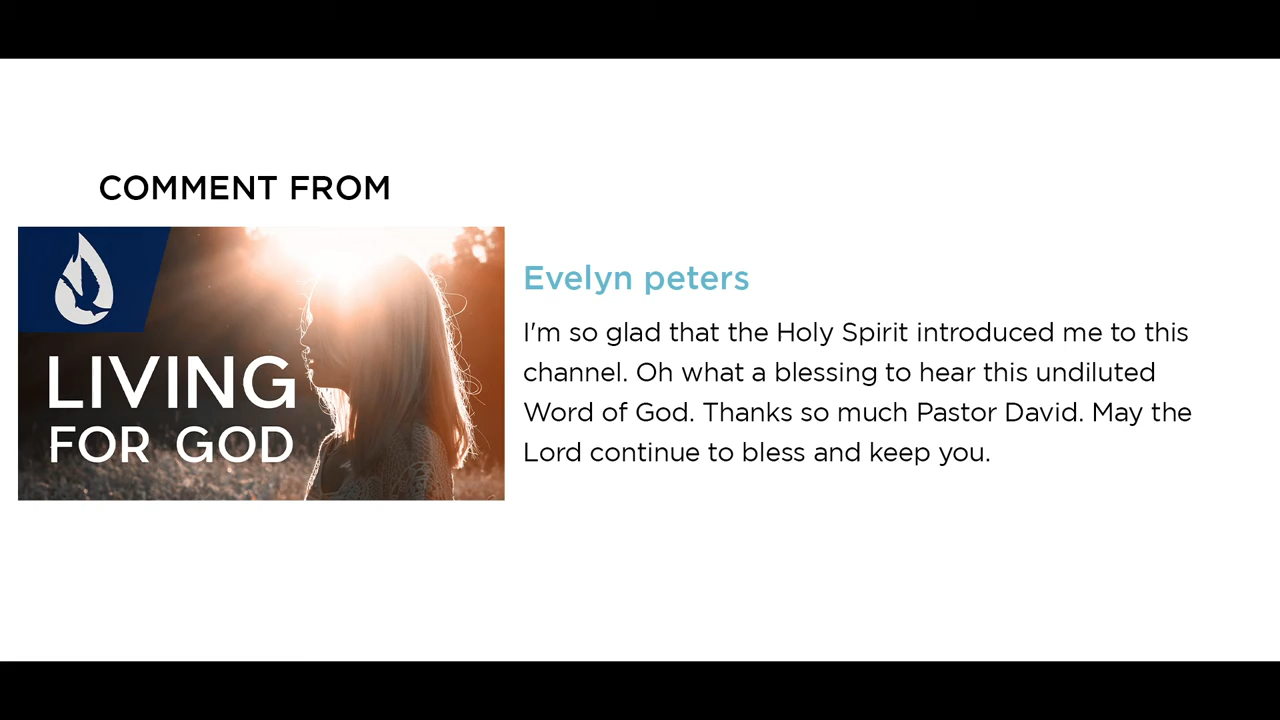 COMMENT FROM
LIVING
FOR GOD
Evelyn peters
I'm so glad that the Holy Spirit introduced me to this
channel. Oh what a blessing to hear this undiluted
Word of God. Thanks so much Pastor David. May the
Lord continue to bless and keep you.